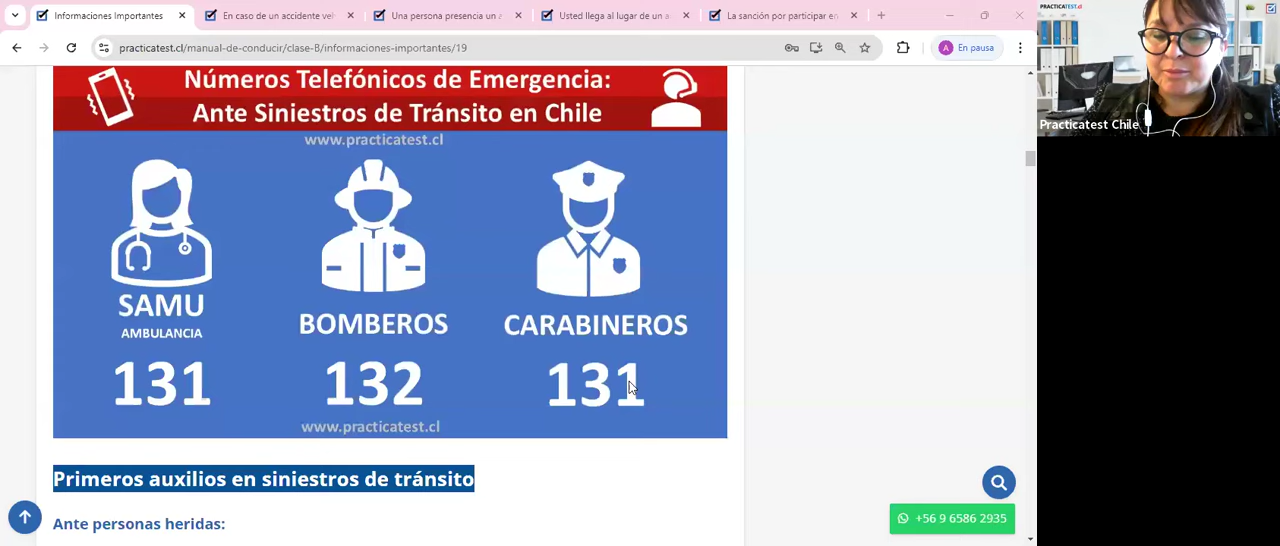 Informaciones Importantes
En caso de un accidente veh
Una persona presencia un a
Usted llega al lugar de un a
La sanción por participar en
practicatest.cl/manual-de-conducir/clase-B/informaciones-importantes/19
A
En pausa
PRACTICATEST.cl
Practicatest Chile
Números Telefónicos de Emergencia:
Ante Siniestros de Tránsito en Chile
www.practicatest.cl
SAMU
AMBULANCIA
131
BOMBEROS
132
CARABINEROS
131
www.practicatest.cl
Primeros auxilios en siniestros de tránsito
Ante personas heridas:
+56 9 6586 2935